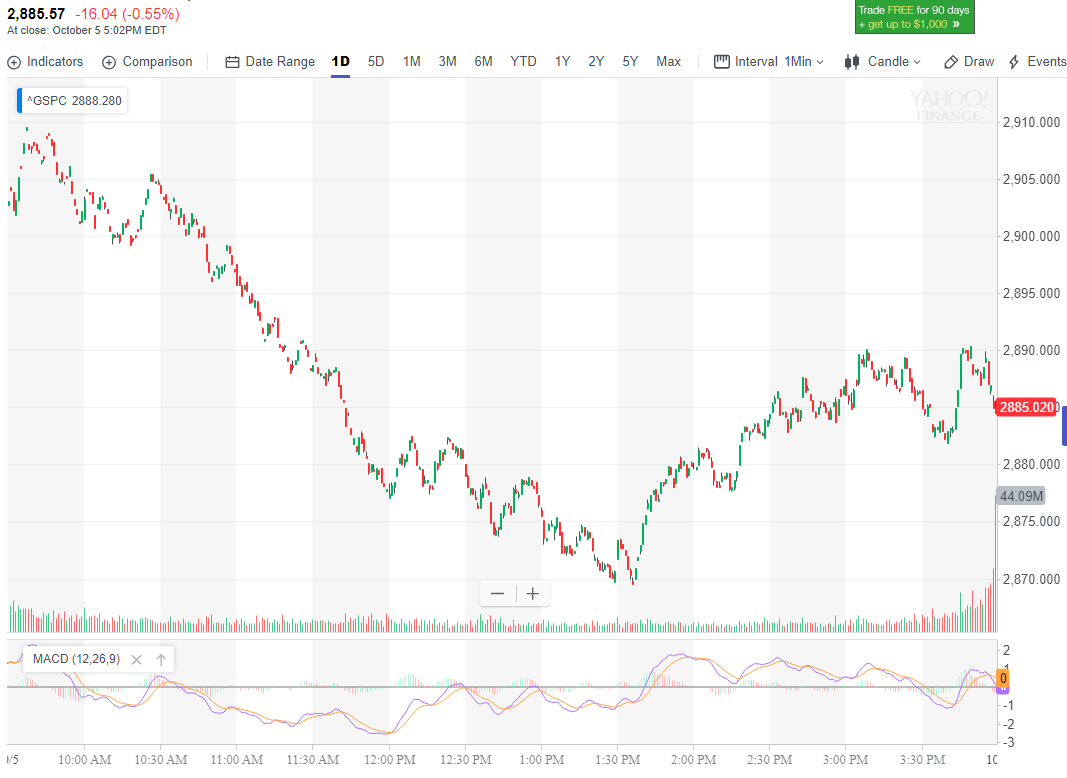 2,885.57 -16.04 (-0.55%)
At close: October 5 5:02PM EDT
Trade FREE for 90 days
+ get up to $1,000 »
Indicators Comparison Date Range 1D 5D 1M 3M 6M YTD 1Y 2Y 5Y Max Interval 1Min Candle Draw Events
^GSPC 2888.280
YAHOO!
FINANCE
2,910.000
2,905.000
2,900.000
2,895.000
2,890.000
2885.020
2,880.000
44.09M
2,875.000
2,870.000
MACD (12,26,9)
2
1
0
-1
-2
-3
0/5 10:00 AM 10:30 AM 11:00 AM 11:30 AM 12:00 PM 12:30 PM 1:00 PM 1:30 PM 2:00 PM 2:30 PM 3:00 PM 3:30 PM 10